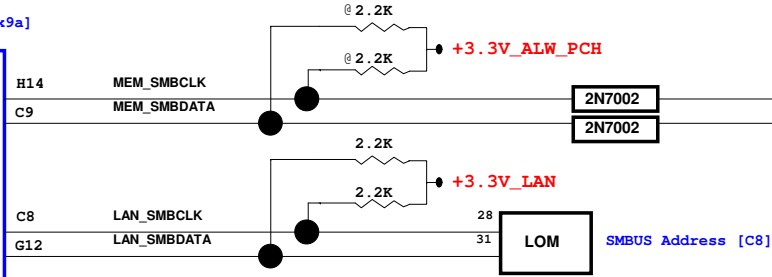 @ 2.2K
x9a]
@ 2.2K
+3.3V_ALW_PCH
H14 MEM_SMBCLK 2N7002
C9 MEM_SMBDATA 2N7002
2.2K
2.2K
+3.3V_LAN
C8 LAN_SMBCLK 28
G12 LAN_SMBDATA 31 LOM SMBUS Address [C8]